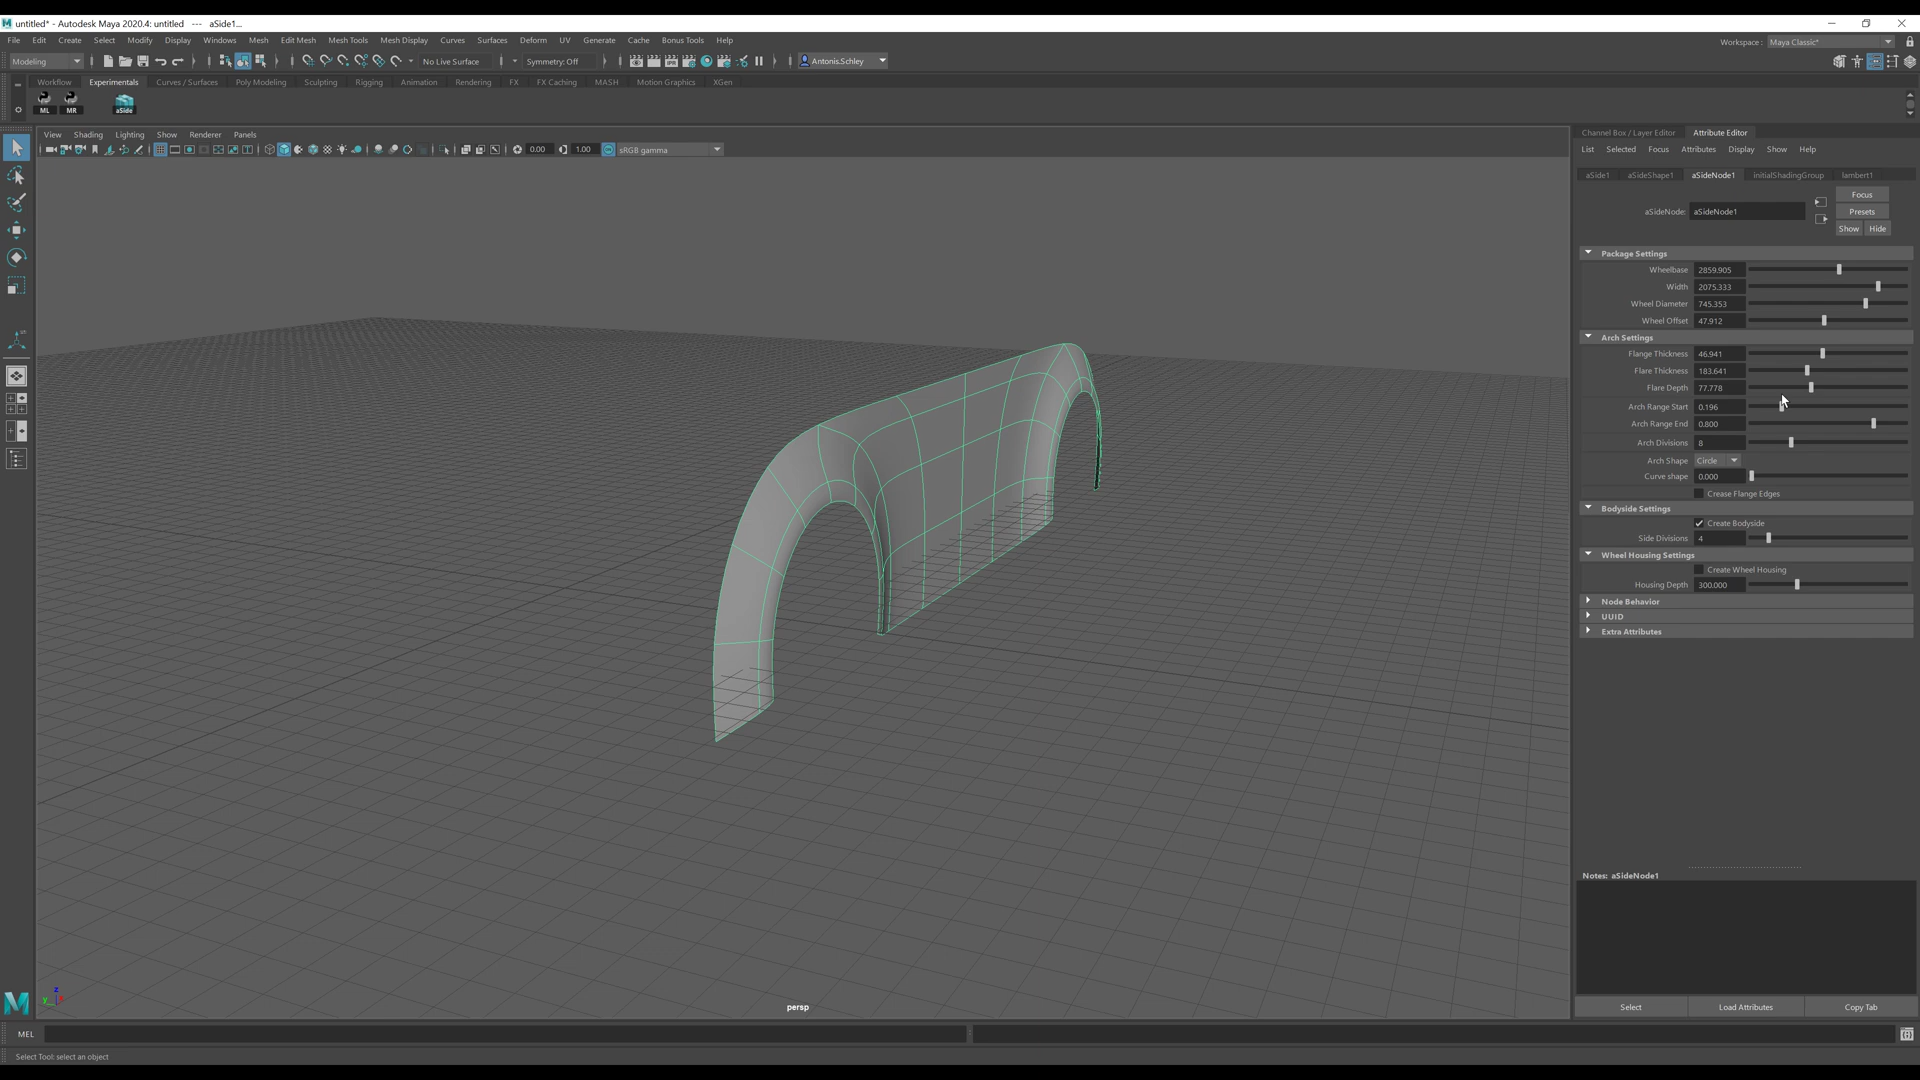 untitled* - Autodesk Maya 2020.4: untitled --- aSide1...
File Edit Create Select Modify Display Windows Mesh Edit Mesh Mesh Tools Mesh Display Curves Surfaces Deform UV Generate Cache Bonus Tools Help
Workspace : Maya Classic*
Modeling No Live Surface Symmetry: Off Antonis.Schley
Workflow Experimentals Curves / Surfaces Poly Modeling Sculpting Rigging Animation Rendering FX FX Caching MASH Motion Graphics XGen
ML MR aSide
View Shading Lighting Show Renderer Panels
0.00 1.00 sRGB gamma
Channel Box / Layer Editor Attribute Editor
List Selected Focus Attributes Display Show Help
aSide1 aSideShape1 aSideNode1 initialShadingGroup lambert1
Focus
aSideNode: aSideNode1 Presets
Show Hide
Package Settings
Wheelbase 2859.905
Width 2075.333
Wheel Diameter 745.353
Wheel Offset 47.912
Arch Settings
Flange Thickness 46.941
Flare Thickness 183.641
Flare Depth 77.778
Arch Range Start 0.196
Arch Range End 0.800
Arch Divisions 8
Arch Shape Circle
Curve shape 0.000
Crease Flange Edges
Bodyside Settings
Create Bodyside
Side Divisions 4
Wheel Housing Settings
Create Wheel Housing
Housing Depth 300.000
Node Behavior
UUID
Extra Attributes
Notes: aSideNode1
z
y
persp
Select Load Attributes Copy Tab
MEL
Select Tool: select an object